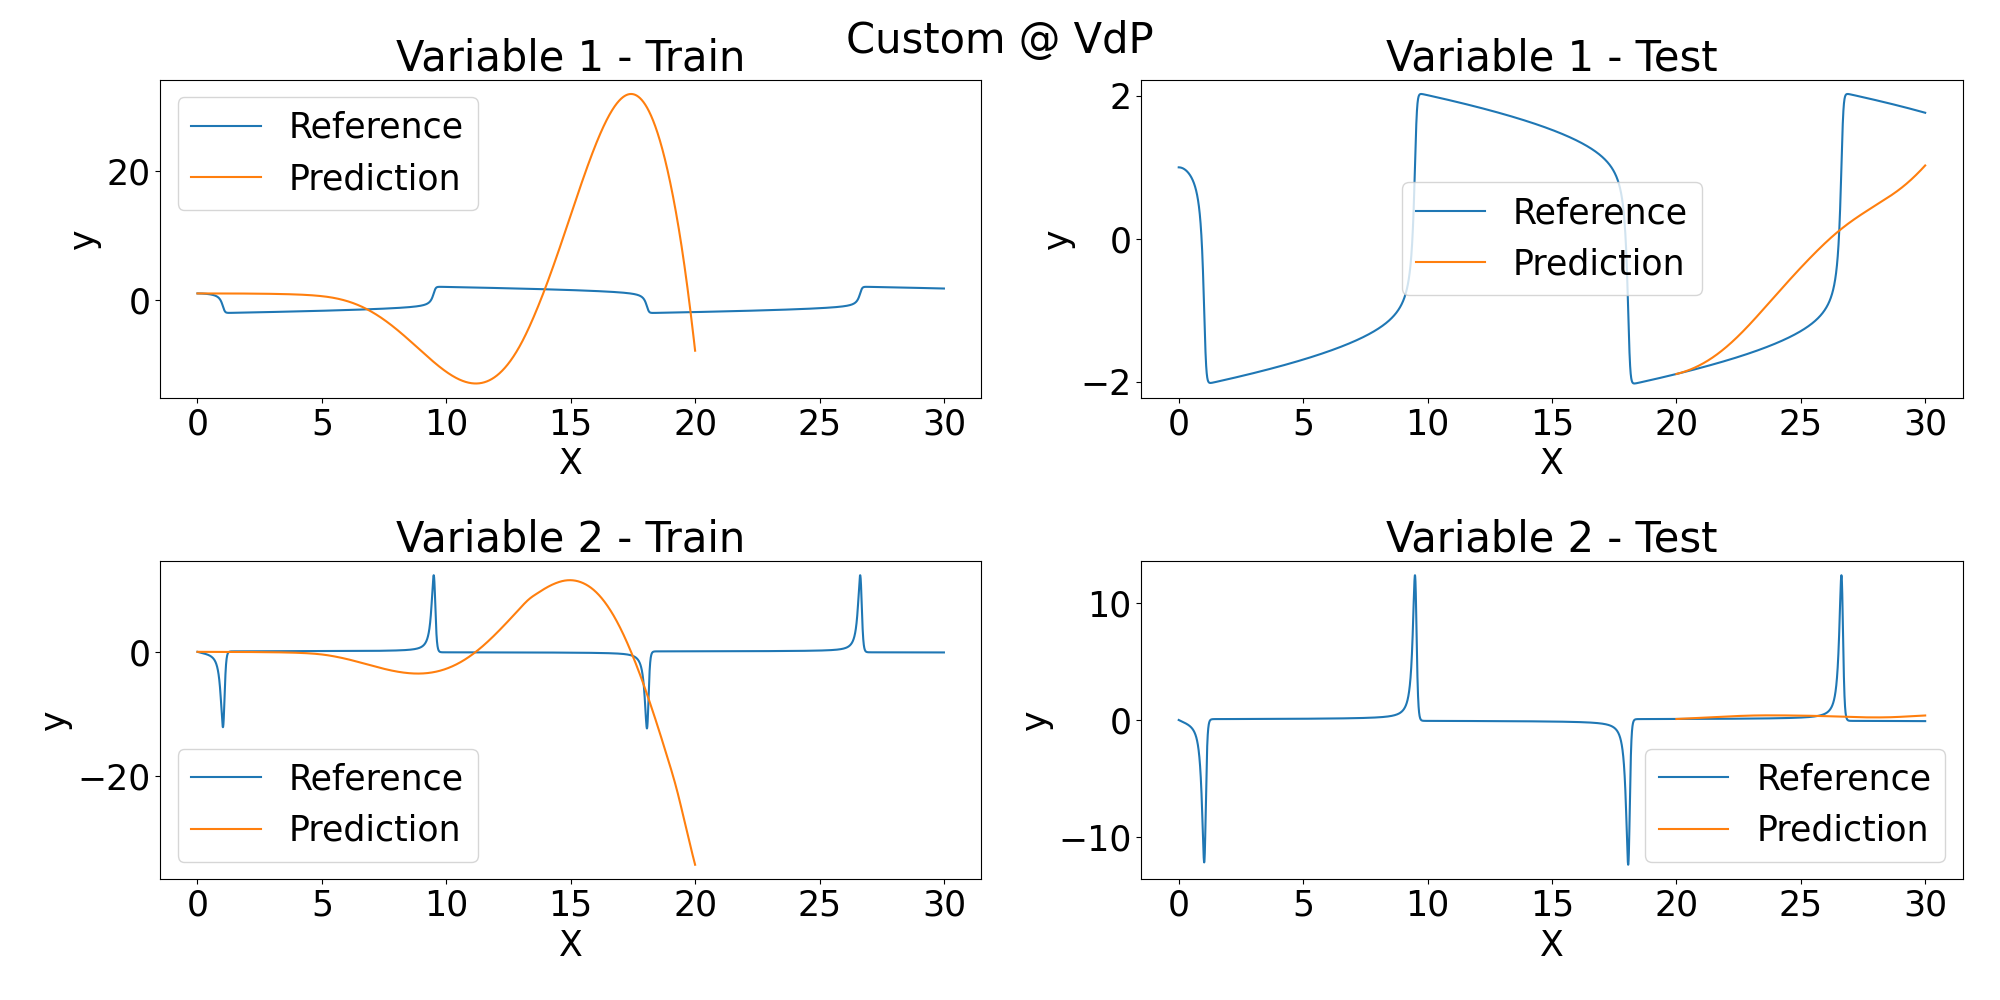 Custom @ VdP
Variable 1 - Train
Reference
Prediction
20
0
y
0 5 10 15 20 25 30
X
Variable 1 - Test
Reference
Prediction
2
0
−2
y
0 5 10 15 20 25 30
X
Variable 2 - Train
Reference
Prediction
0
−20
y
0 5 10 15 20 25 30
X
Variable 2 - Test
Reference
Prediction
10
0
−10
y
0 5 10 15 20 25 30
X